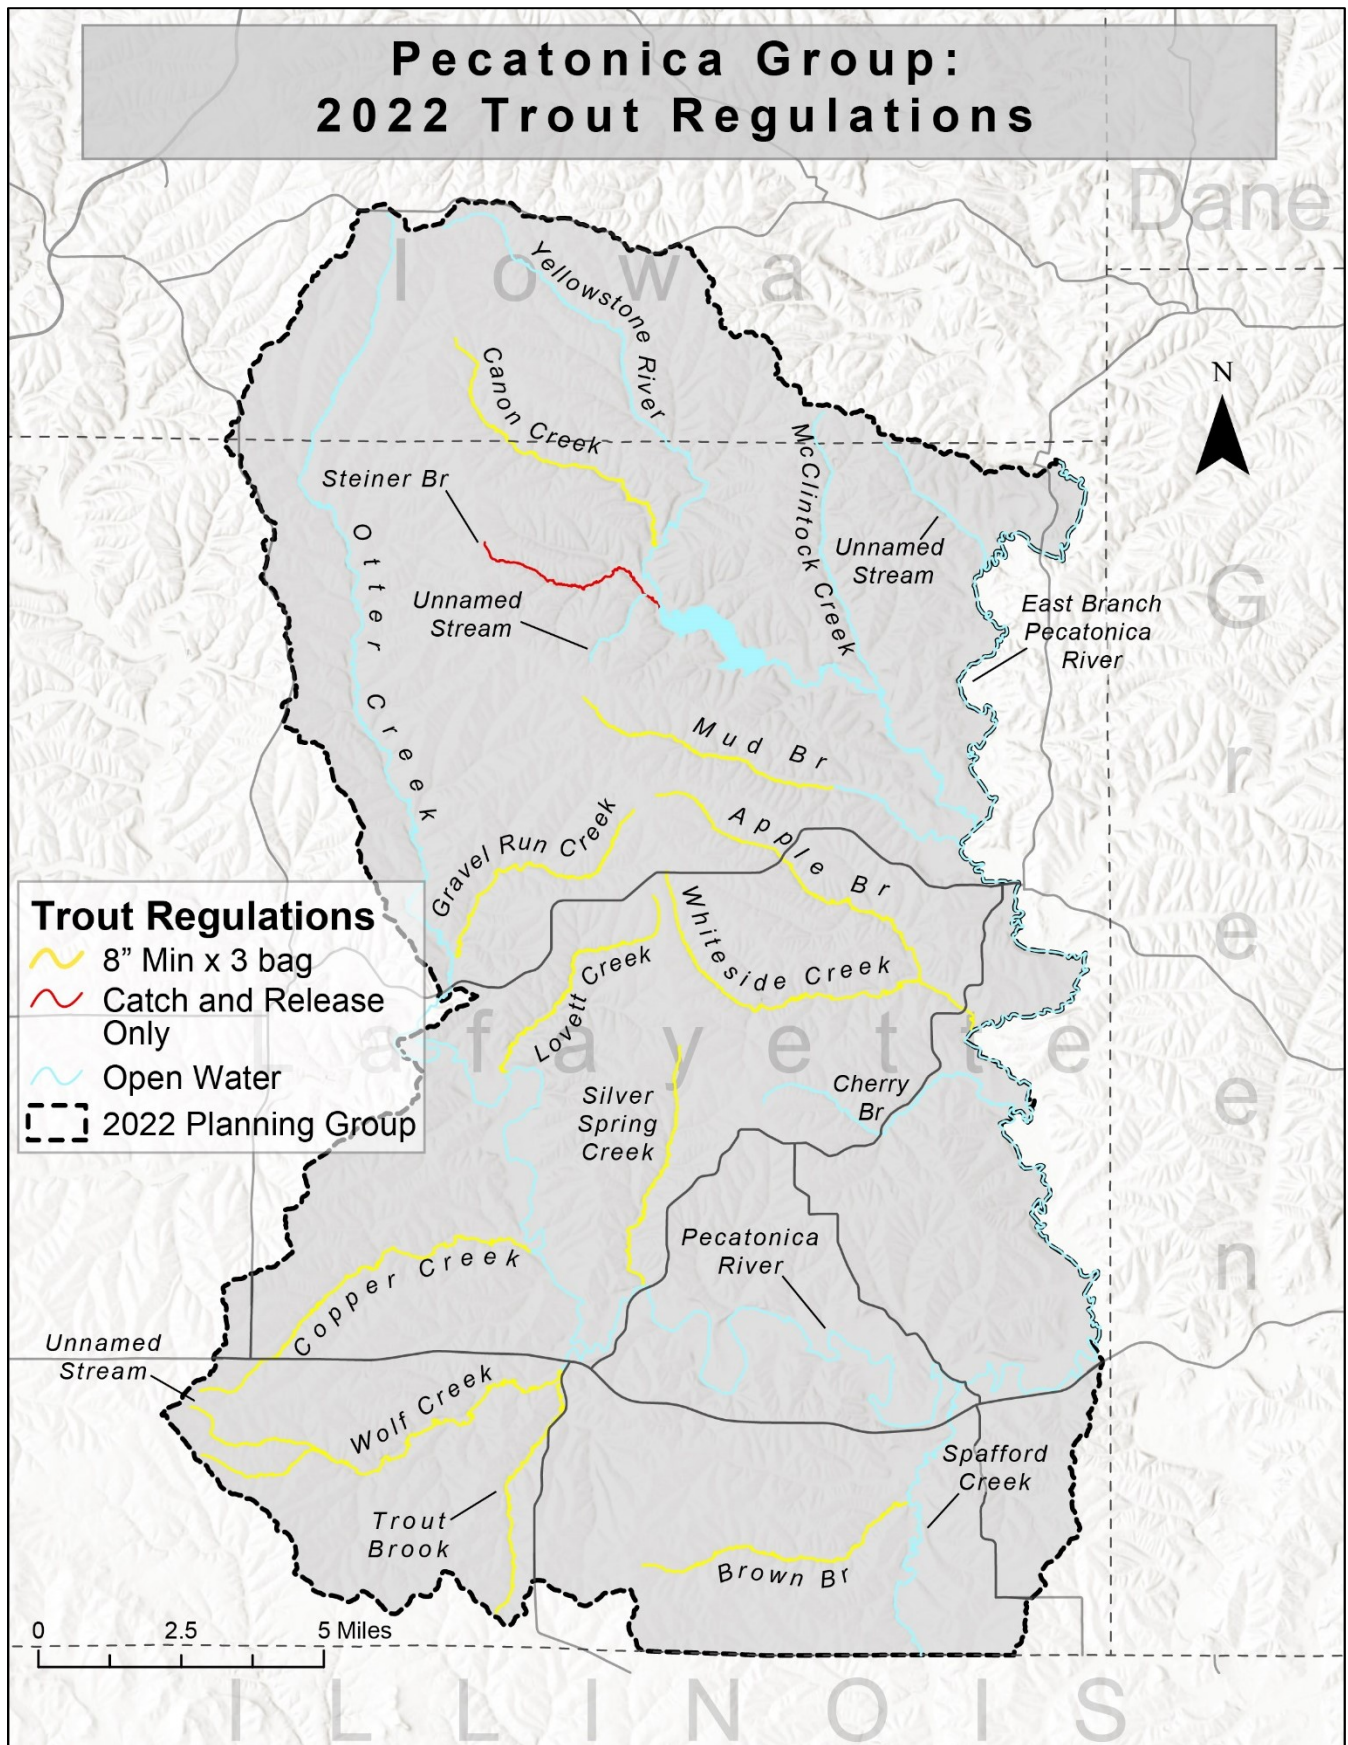 Pecatonica Group:
2022 Trout Regulations
Dane
Iowa
Yellowstone River
N
Canon Creek
McClintock Creek
Steiner Br
Otter Creek
Unnamed
Stream
Green
Unnamed
Stream
East Branch
Pecatonica
River
Mud Br
Gravel Run Creek
Apple Br
Trout Regulations
8” Min x 3 bag
Catch and Release
Only
Open Water
2022 Planning Group
Whiteside Creek
Lovett Creek
afayette
Silver
Spring
Creek
Cherry
Br
Pecatonica
River
Copper Creek
Unnamed
Stream
Wolf Creek
Spafford
Creek
Trout
Brook
Brown Br
0 2.5 5 Miles
ILLINOIS